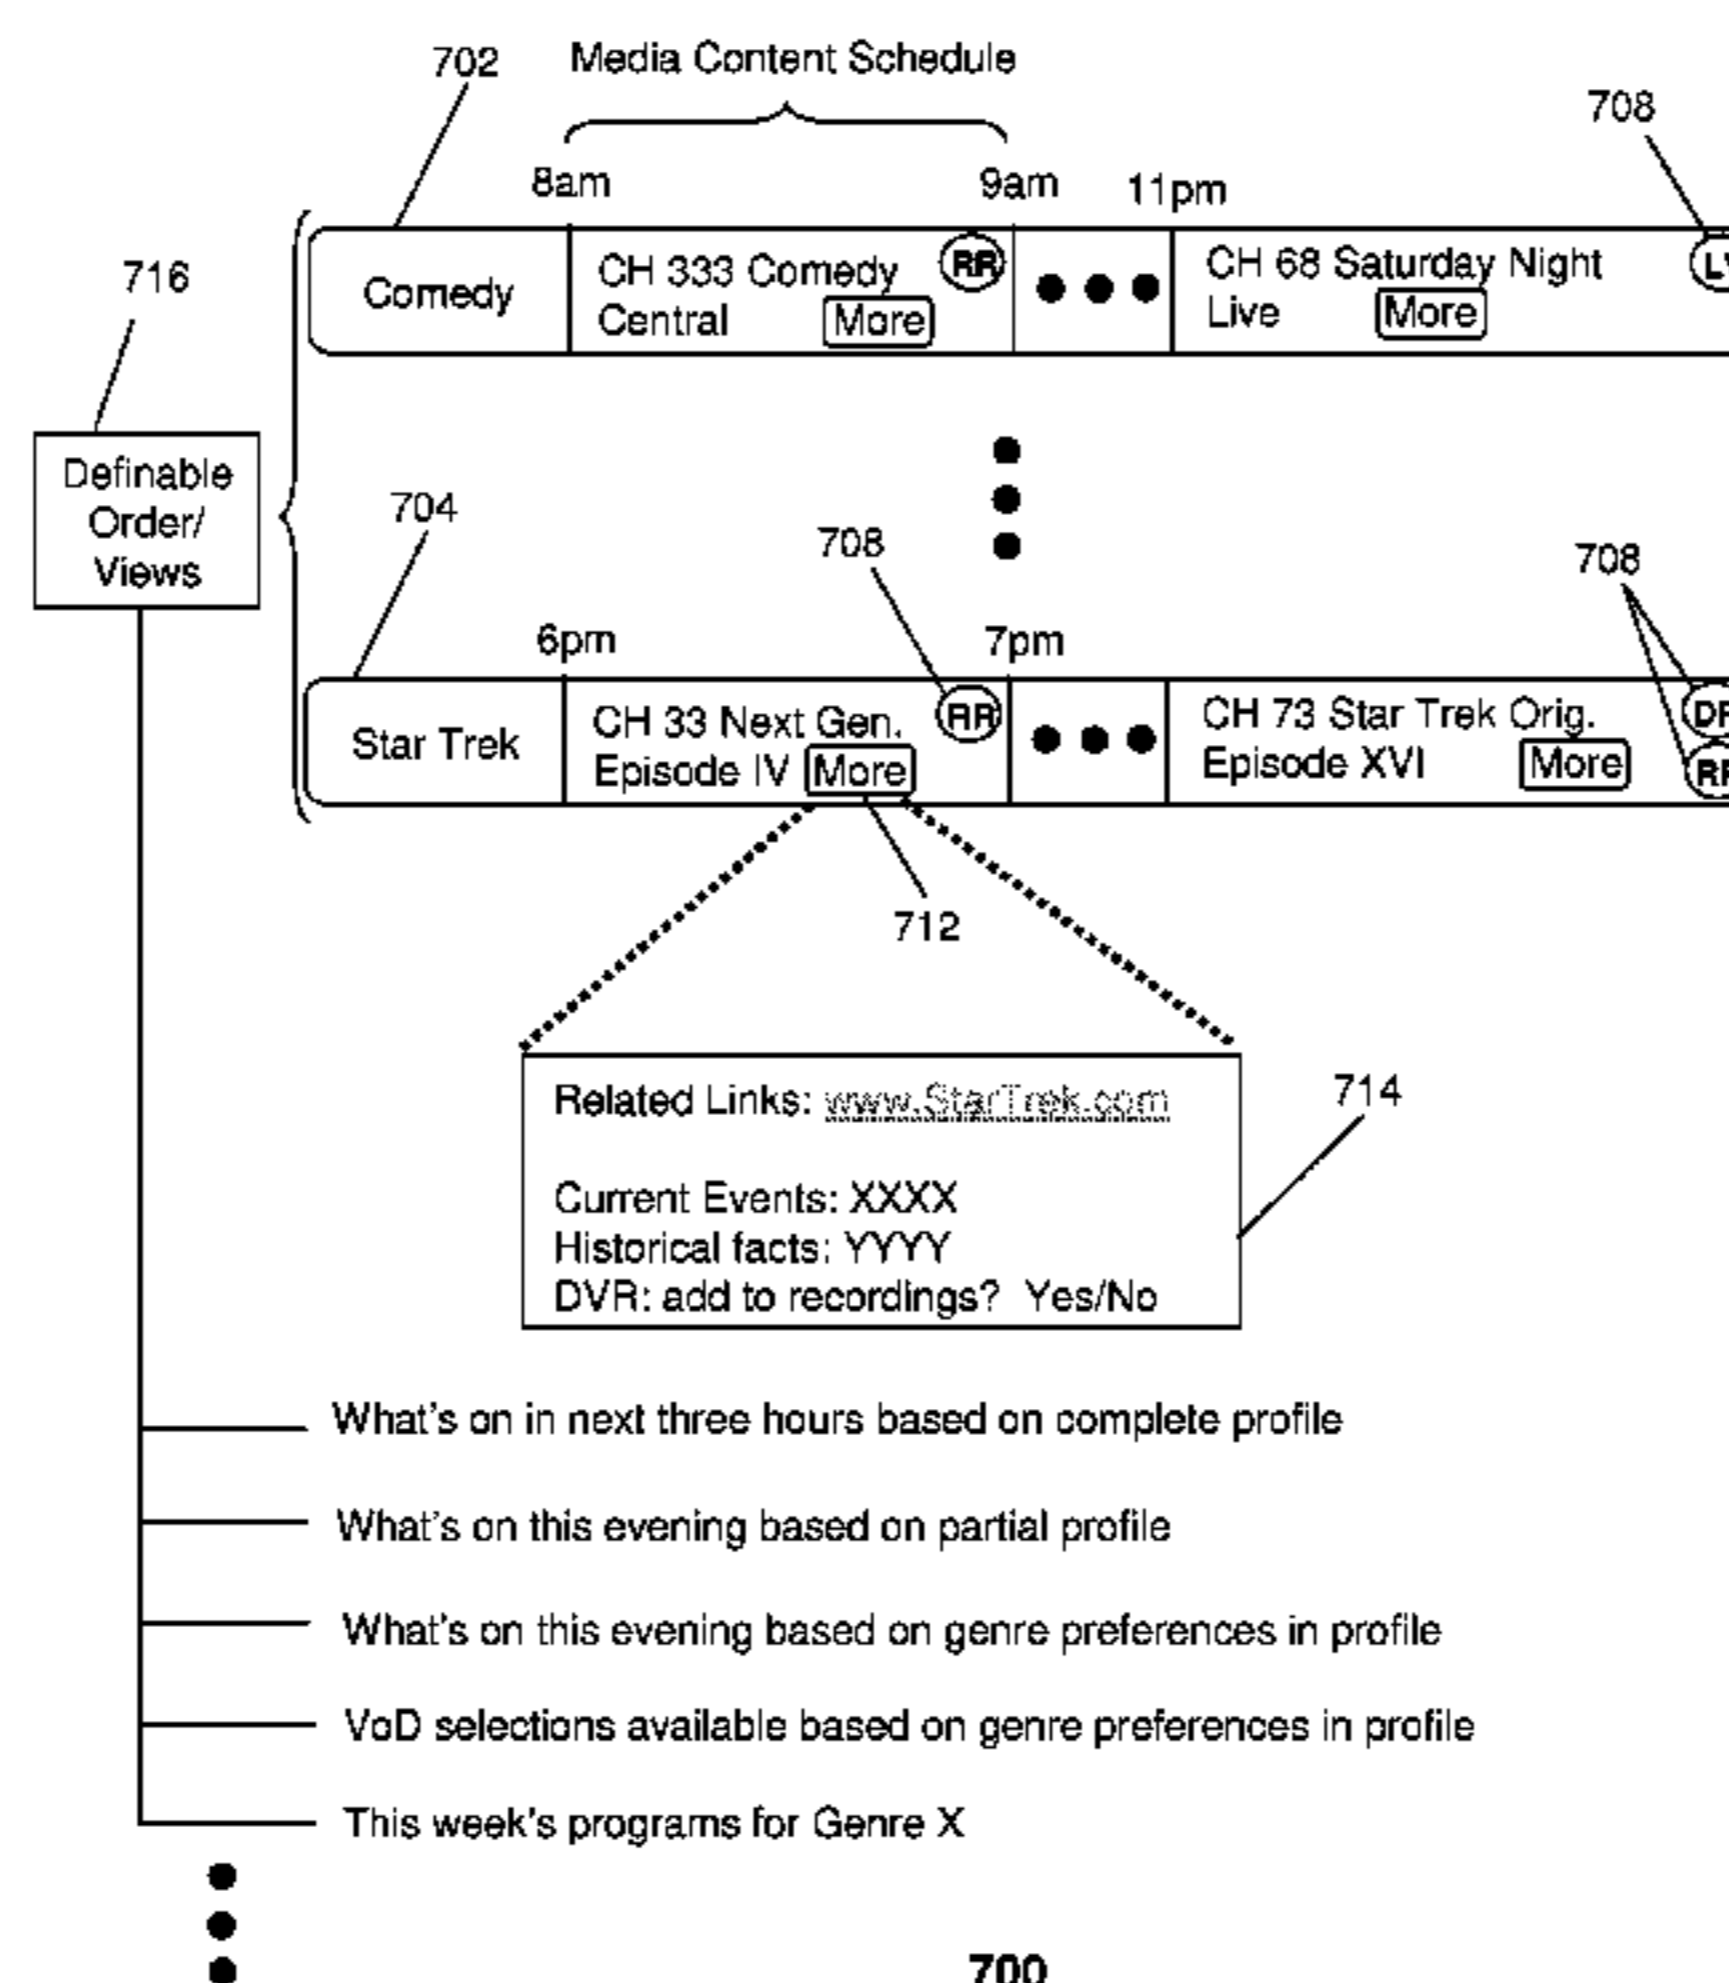 702
Media Content Schedule
708
8am
9am
11pm
716
Comedy
CH 333 Comedy
Central
More
RR
CH 68 Saturday Night
Live
More
Definable
Order/
Views
704
708
708
6pm
7pm
Star Trek
CH 33 Next Gen.
Episode IV
More
RR
CH 73 Star Trek Orig.
Episode XVI
More
712
Related Links: www.StarTrek.com
714
Current Events: XXXX
Historical facts: YYYY
DVR: add to recordings? Yes/No
What's on in next three hours based on complete profile
What's on this evening based on partial profile
What's on this evening based on genre preferences in profile
VoD selections available based on genre preferences in profile
This week's programs for Genre X
700